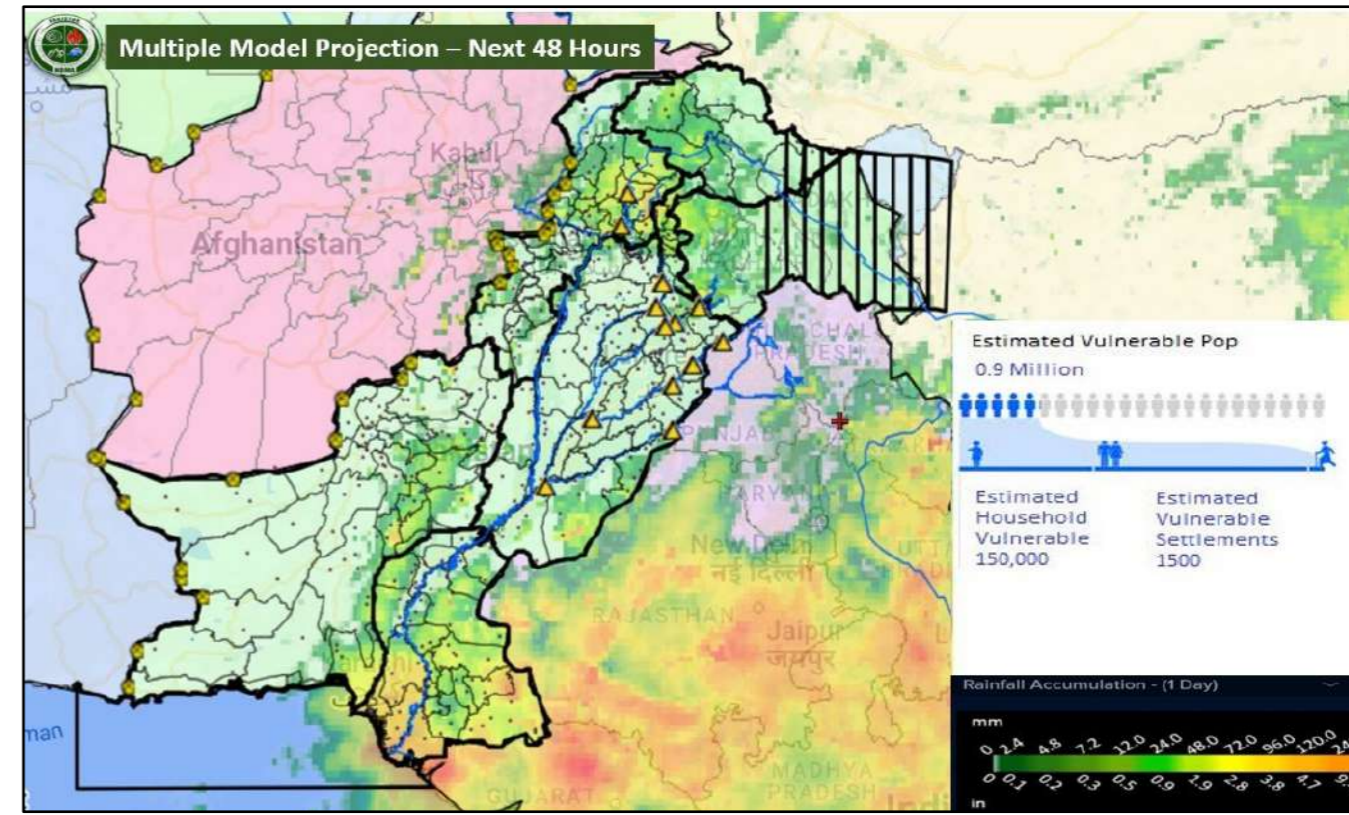 Multiple Model Projection – Next 48 Hours
Kabul
Afghanistan
PUNJAB
PRADESH
New Delhi
नई दिल्ली
RAJASTHAN
Jaipur
जयपुर
MADHYA
PRADESH
GUJARAT
Estimated Vulnerable Pop
0.9 Million
Estimated
Household
Vulnerable
150,000
Estimated
Vulnerable
Settlements
1500
Rainfall Accumulation - (1 Day)
mm
0 2.4 4.8 7.2 12.0 24.0 48.0 72.0 96.0 120.0
0 0.1 0.2 0.3 0.5 0.9 1.9 2.8 3.8 4.7
in